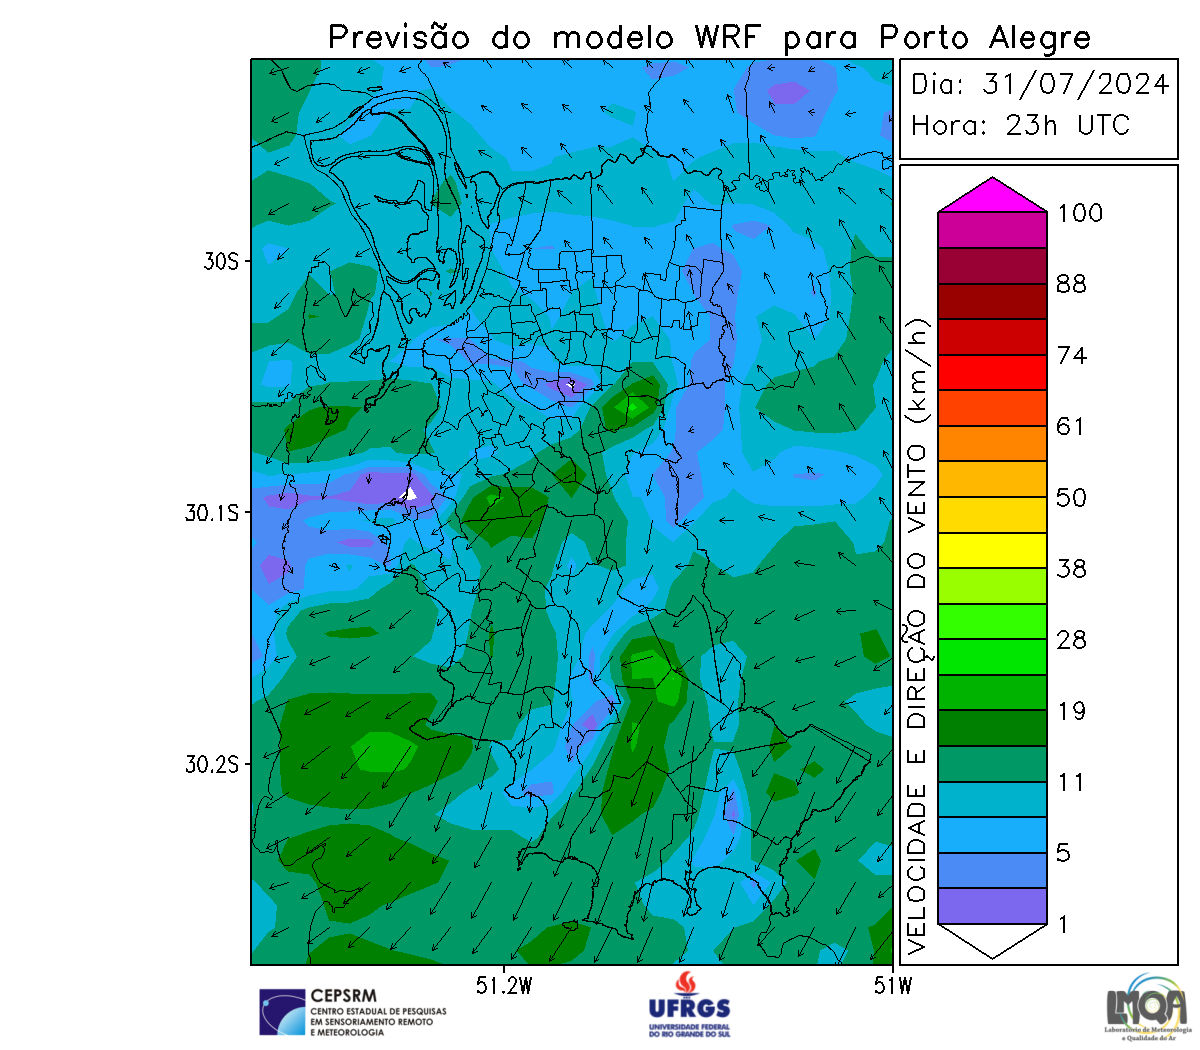 Previsão do modelo WRF para Porto Alegre
Dia: 31/07/2024
Hora: 23h UTC
30S
30.1S
30.2S
51.2W
51W
VELOCIDADE E DIREÇÃO DO VENTO (km/h)
100
88
74
61
50
38
28
19
11
5
1
CEPSRM
CENTRO ESTADUAL DE PESQUISAS
EM SENSORIAMENTO REMOTO
E METEOROLOGIA
UFRGS
UNIVERSIDADE FEDERAL
DO RIO GRANDE DO SUL
LMQA
Laboratório de Meteorologia
e Qualidade do Ar